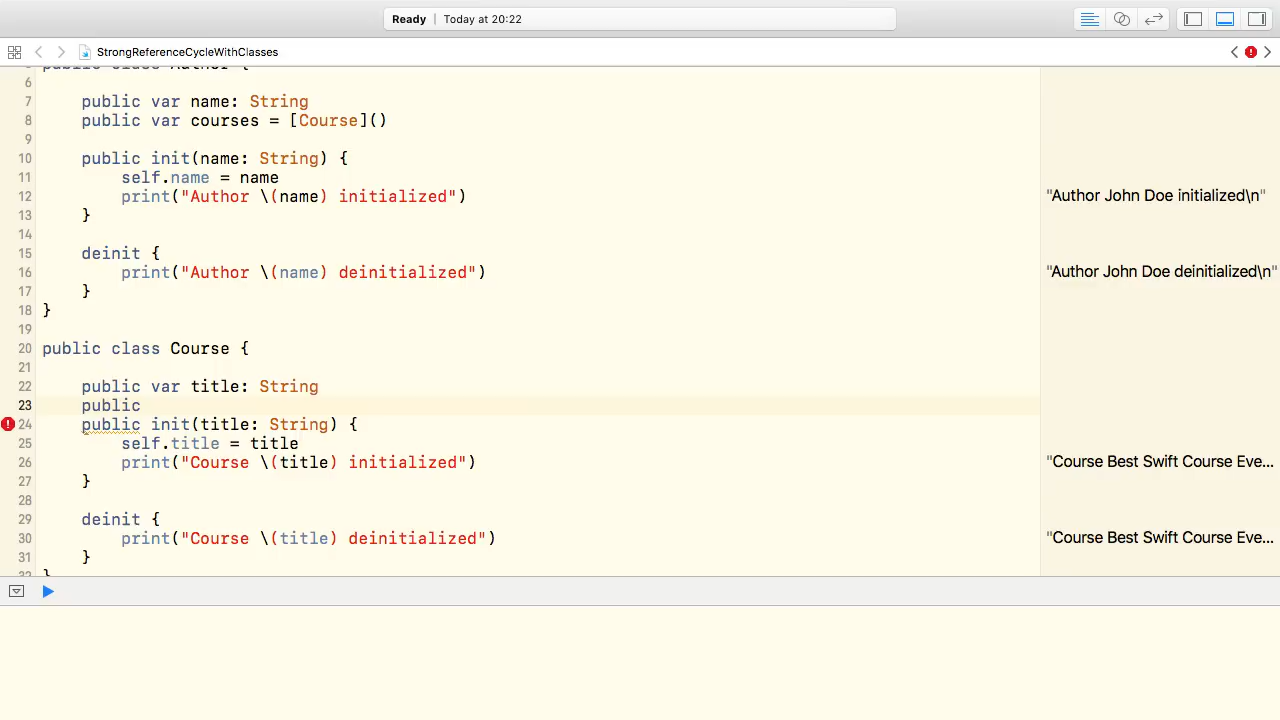 Ready | Today at 20:22
StrongReferenceCycleWithClasses
public class Author {
6
7 public var name: String
8 public var courses = [Course]()
9
10 public init(name: String) {
11 self.name = name
12 print("Author \(name) initialized") "Author John Doe initialized\n"
13 }
14
15 deinit {
16 print("Author \(name) deinitialized") "Author John Doe deinitialized\n"
17 }
18 }
19
20 public class Course {
21
22 public var title: String
23 public
24 public init(title: String) {
25 self.title = title
26 print("Course \(title) initialized") "Course Best Swift Course Eve...
27 }
28
29 deinit {
30 print("Course \(title) deinitialized") "Course Best Swift Course Eve...
31 }
32 }